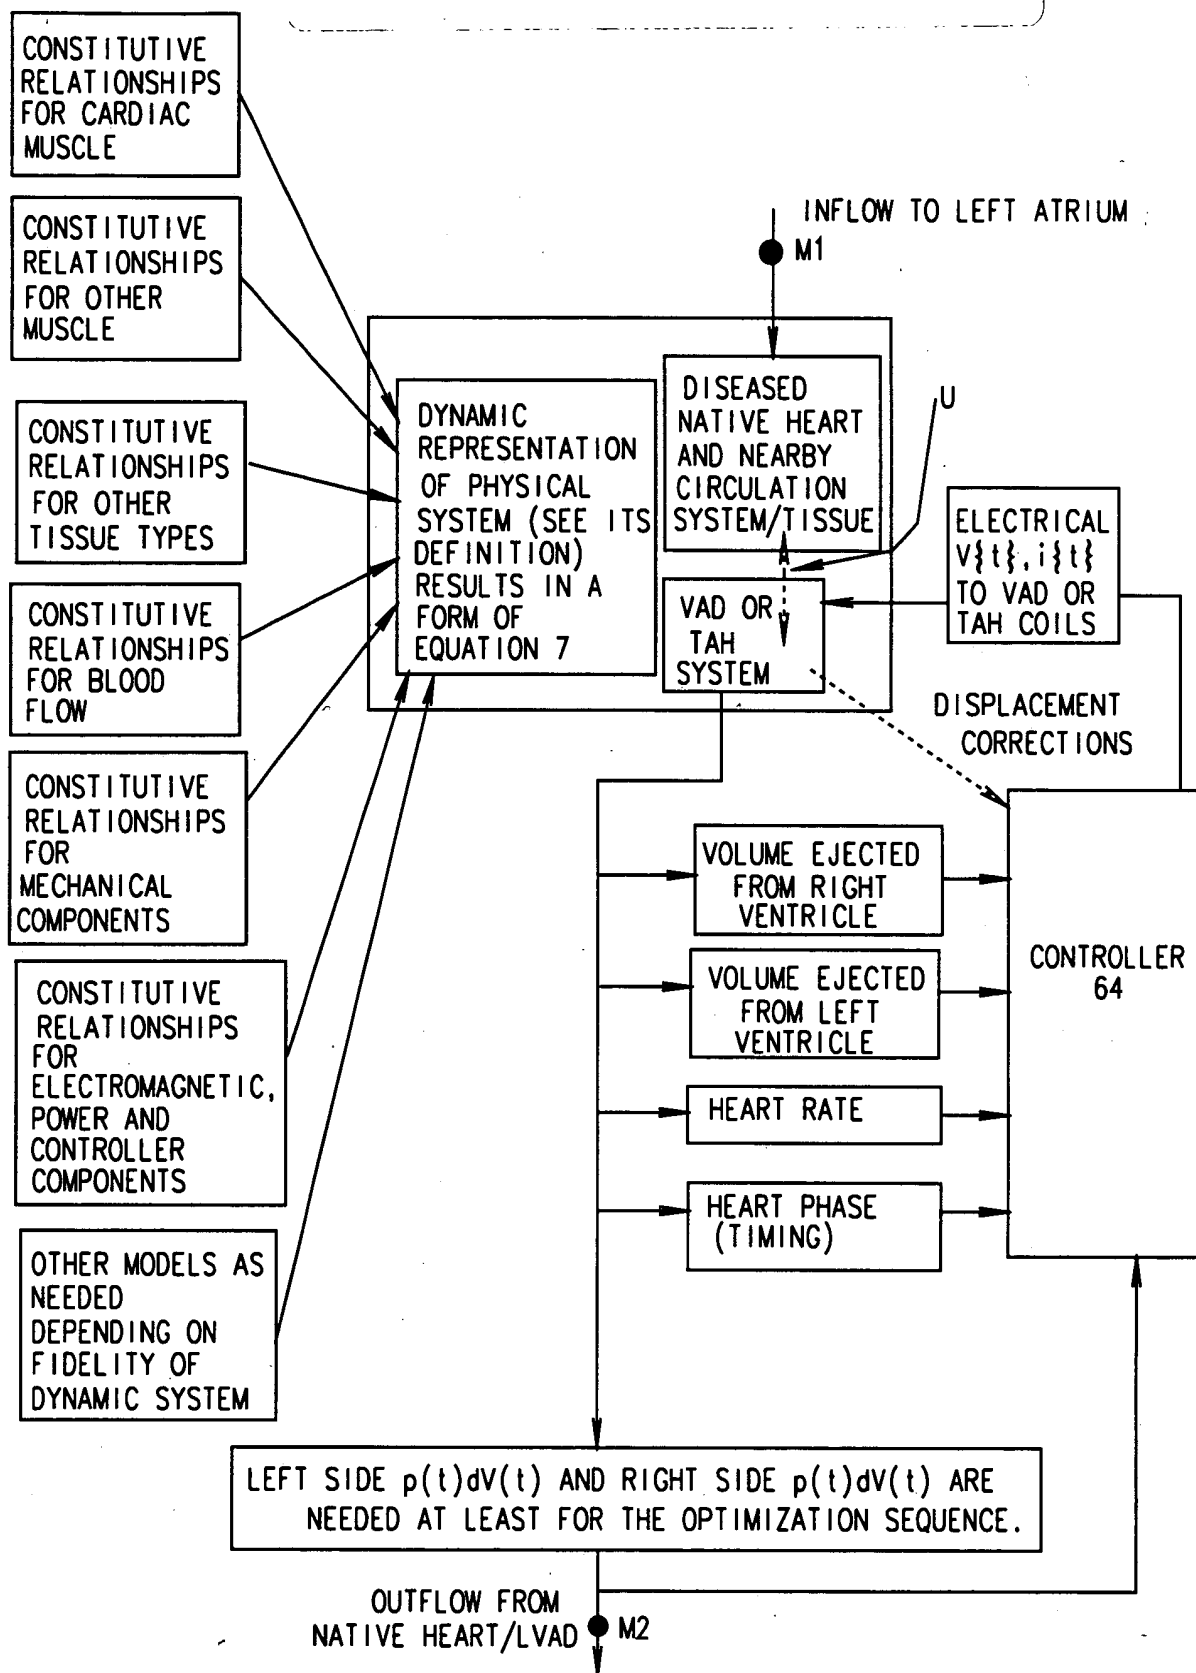 CONSTITUTIVE
RELATIONSHIPS
FOR CARDIAC
MUSCLE
CONSTITUTIVE
RELATIONSHIPS
FOR OTHER
MUSCLE
CONSTITUTIVE
RELATIONSHIPS
FOR OTHER
TISSUE TYPES
CONSTITUTIVE
RELATIONSHIPS
FOR BLOOD
FLOW
CONSTITUTIVE
RELATIONSHIPS
FOR
MECHANICAL
COMPONENTS
CONSTITUTIVE
RELATIONSHIPS
FOR
ELECTROMAGNETIC,
POWER AND
CONTROLLER
COMPONENTS
OTHER MODELS AS
NEEDED
DEPENDING ON
FIDELITY OF
DYNAMIC SYSTEM
INFLOW TO LEFT ATRIUM
M1
DYNAMIC
REPRESENTATION
OF PHYSICAL
SYSTEM (SEE ITS
DEFINITION)
RESULTS IN A
FORM OF
EQUATION 7
DISEASED
NATIVE HEART
AND NEARBY
CIRCULATION
SYSTEM/TISSUE
U
VAD OR
TAH
SYSTEM
ELECTRICAL
V{t}, i{t}
TO VAD OR
TAH COILS
DISPLACEMENT
CORRECTIONS
VOLUME EJECTED
FROM RIGHT
VENTRICLE
VOLUME EJECTED
FROM LEFT
VENTRICLE
HEART RATE
HEART PHASE
(TIMING)
CONTROLLER
64
LEFT SIDE p(t)dV(t) AND RIGHT SIDE p(t)dV(t) ARE
NEEDED AT LEAST FOR THE OPTIMIZATION SEQUENCE.
OUTFLOW FROM
NATIVE HEART/LVAD
M2